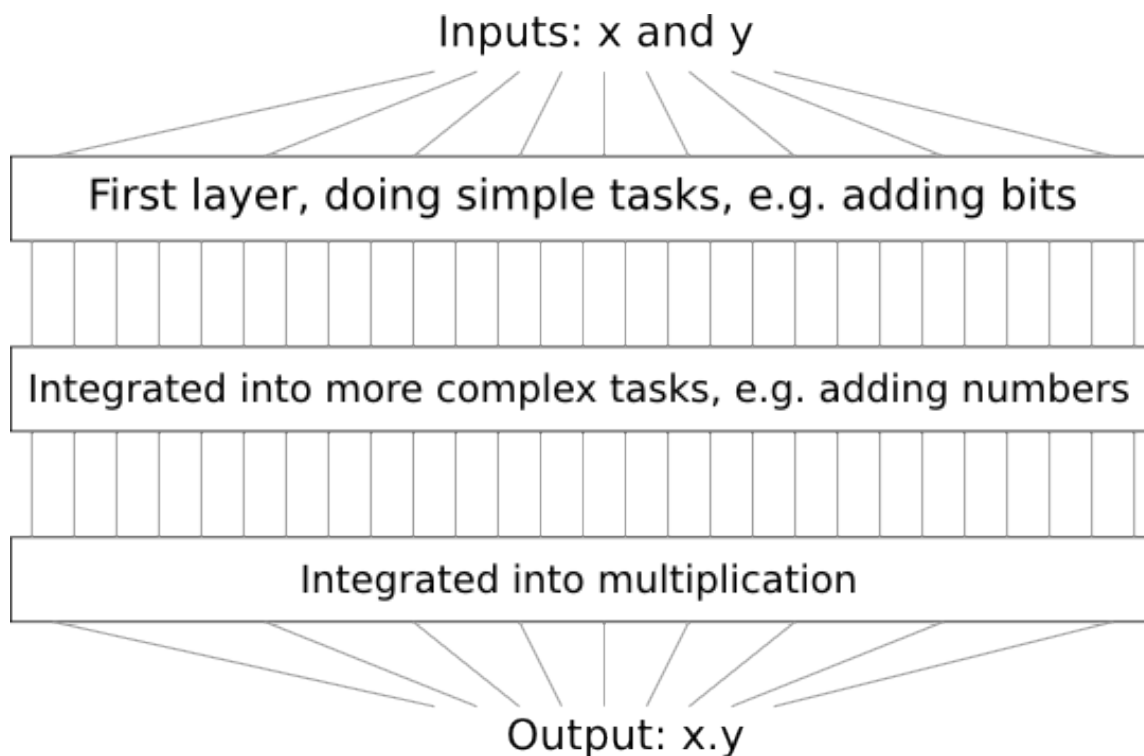 Inputs: x and y
First layer, doing simple tasks, e.g. adding bits
Integrated into more complex tasks, e.g. adding numbers
Integrated into multiplication
Output: x.y